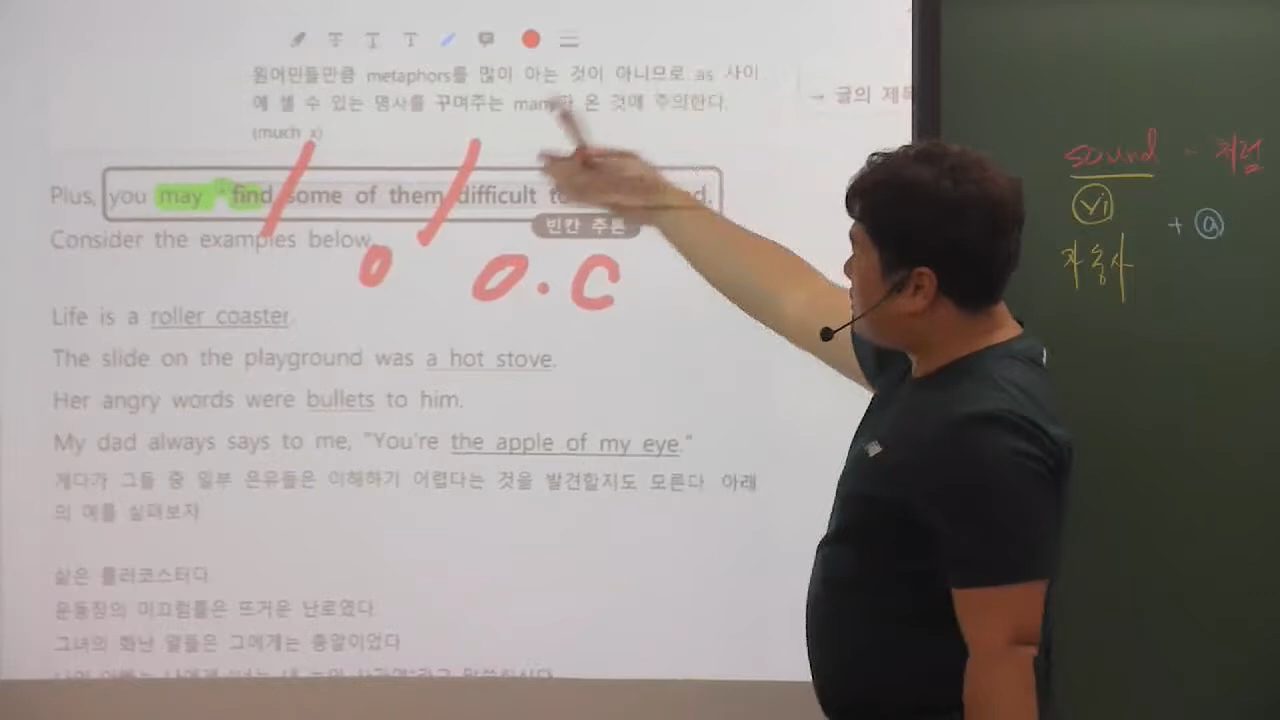 원어민들만큼 metaphors를 많이 아는 것이 아니므로 as 사이
에 셀 수 있는 명사를 꾸며주는 many가 온 것에 주의한다.
(much x)
→ 글의 제목
Plus, you may find some of them difficult to
빈칸 추론
Consider the examples below.
O O.C
Life is a roller coaster.
The slide on the playground was a hot stove.
Her angry words were bullets to him.
My dad always says to me, "You're the apple of my eye."
게다가 그들 중 일부 은유들은 이해하기 어렵다는 것을 발견할지도 모른다. 아래
의 예를 살펴보자
삶은 롤러코스터다.
운동장의 미끄럼틀은 뜨거운 난로였다.
그녀의 화난 말들은 그에게는 총알이었다
sound - 처럼
vi + a
자동사